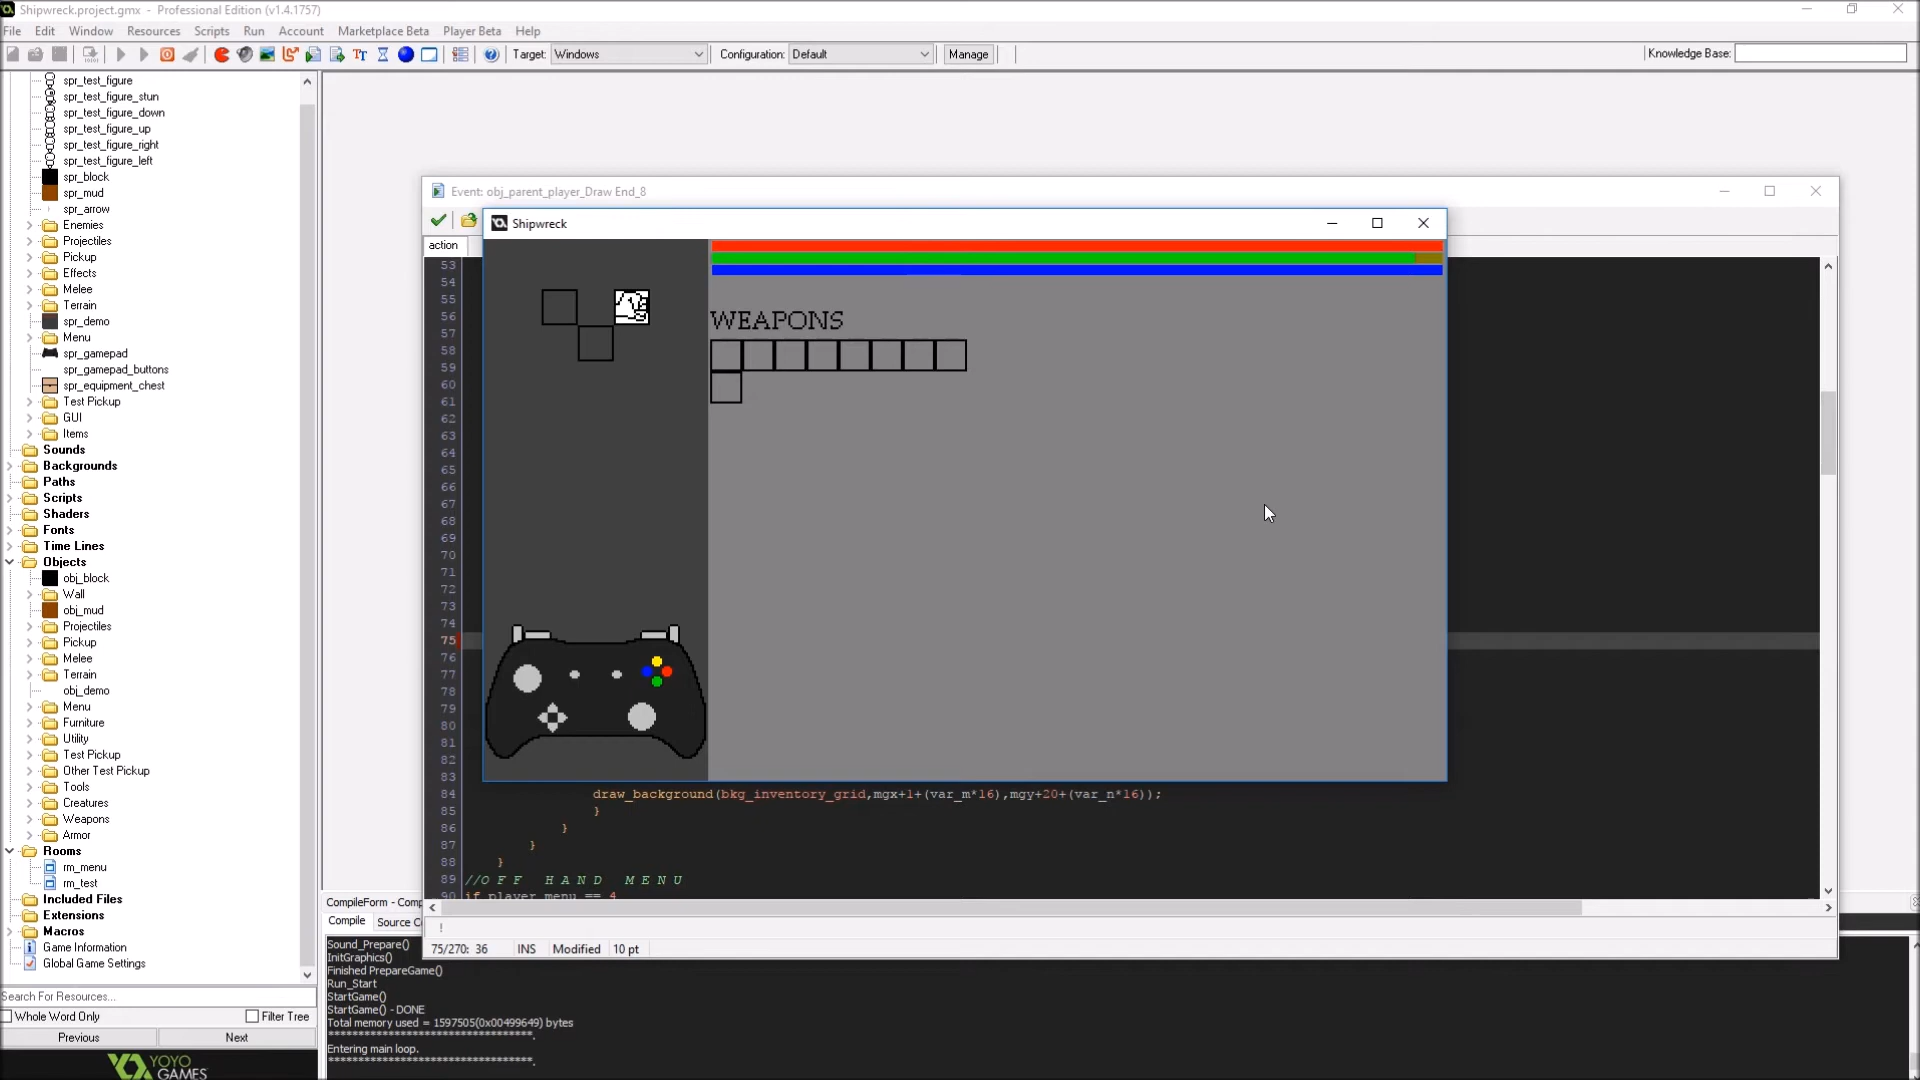 Shipwreck.project.gmx - Professional Edition (v1.4.1757)
File Edit Window Resources Scripts Run Account Marketplace Beta Player Beta Help
Target: Windows Configuration: Default Manage Knowledge Base:
spr_test_figure
spr_test_figure_stun
spr_test_figure_down
spr_test_figure_up
spr_test_figure_right
spr_test_figure_left
spr_block
spr_mud
spr_arrow
Enemies
Projectiles
Pickup
Effects
Melee
Terrain
spr_demo
Menu
spr_gamepad
spr_gamepad_buttons
spr_equipment_chest
Test Pickup
GUI
Items
Sounds
Backgrounds
Paths
Scripts
Shaders
Fonts
Time Lines
Objects
obj_block
Wall
obj_mud
Projectiles
Pickup
Melee
Terrain
obj_demo
Menu
Furniture
Utility
Test Pickup
Other Test Pickup
Tools
Creatures
Weapons
Armor
Rooms
rm_menu
rm_test
Included Files
Extensions
Macros
Game Information
Global Game Settings
Search For Resources...
Whole Word Only Filter Tree
Previous Next
YOYO
GAMES
Event: obj_parent_player_Draw End_8
action
Shipwreck
WEAPONS
53
54
55
56
57
58
59
60
61
62
63
64
65
66
67
68
69
70
71
72
73
74
75
76
77
78
79
80
81
82
83
84 draw_background(bkg_inventory_grid,mgx+1+(var_m*16),mgy+20+(var_n*16));
85 }
86 }
87 }
88 }
89 //O F F   H A N D   M E N U
90 if player_menu == 4
!
75/270: 36 INS Modified 10 pt
CompileForm - Comp
Compile Source C
Sound_Prepare()
InitGraphics()
Finished PrepareGame()
Run_Start
StartGame()
StartGame() - DONE
Total memory used = 1597505(0x00499649) bytes
**********************************.
Entering main loop.
**********************************.